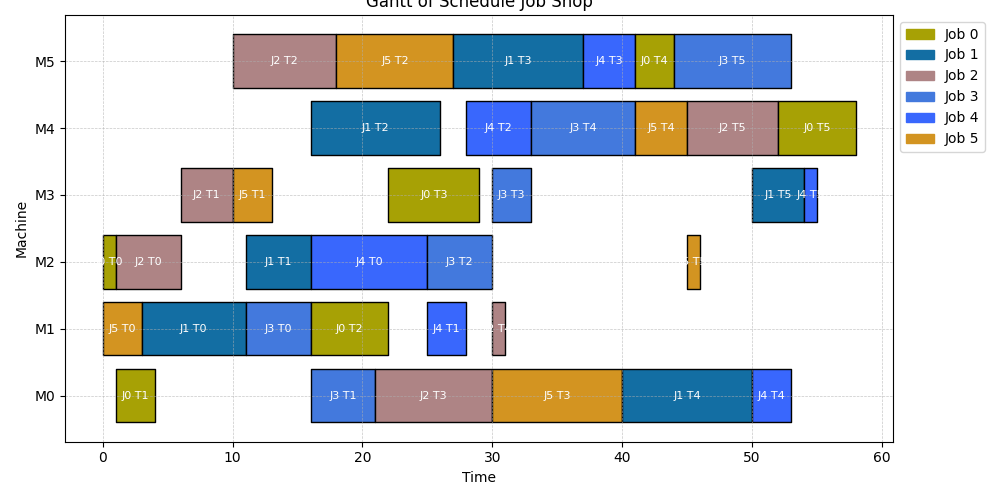 Gantt of Schedule Job Shop
M5
J2 T2
J5 T2
J1 T3
J4 T3
J0 T4
J3 T5
M4
J1 T2
J4 T2
J3 T4
J5 T4
J2 T5
J0 T5
M3
J2 T1
J5 T1
J0 T3
J3 T3
J1 T5
J4
M2
T0
J2 T0
J1 T1
J4 T0
J3 T2
M1
J5 T0
J1 T0
J3 T0
J0 T2
J4 T1
M0
J0 T1
J3 T1
J2 T3
J5 T3
J1 T4
J4 T4
Machine
0
10
20
30
40
50
60
Time
Job 0
Job 1
Job 2
Job 3
Job 4
Job 5